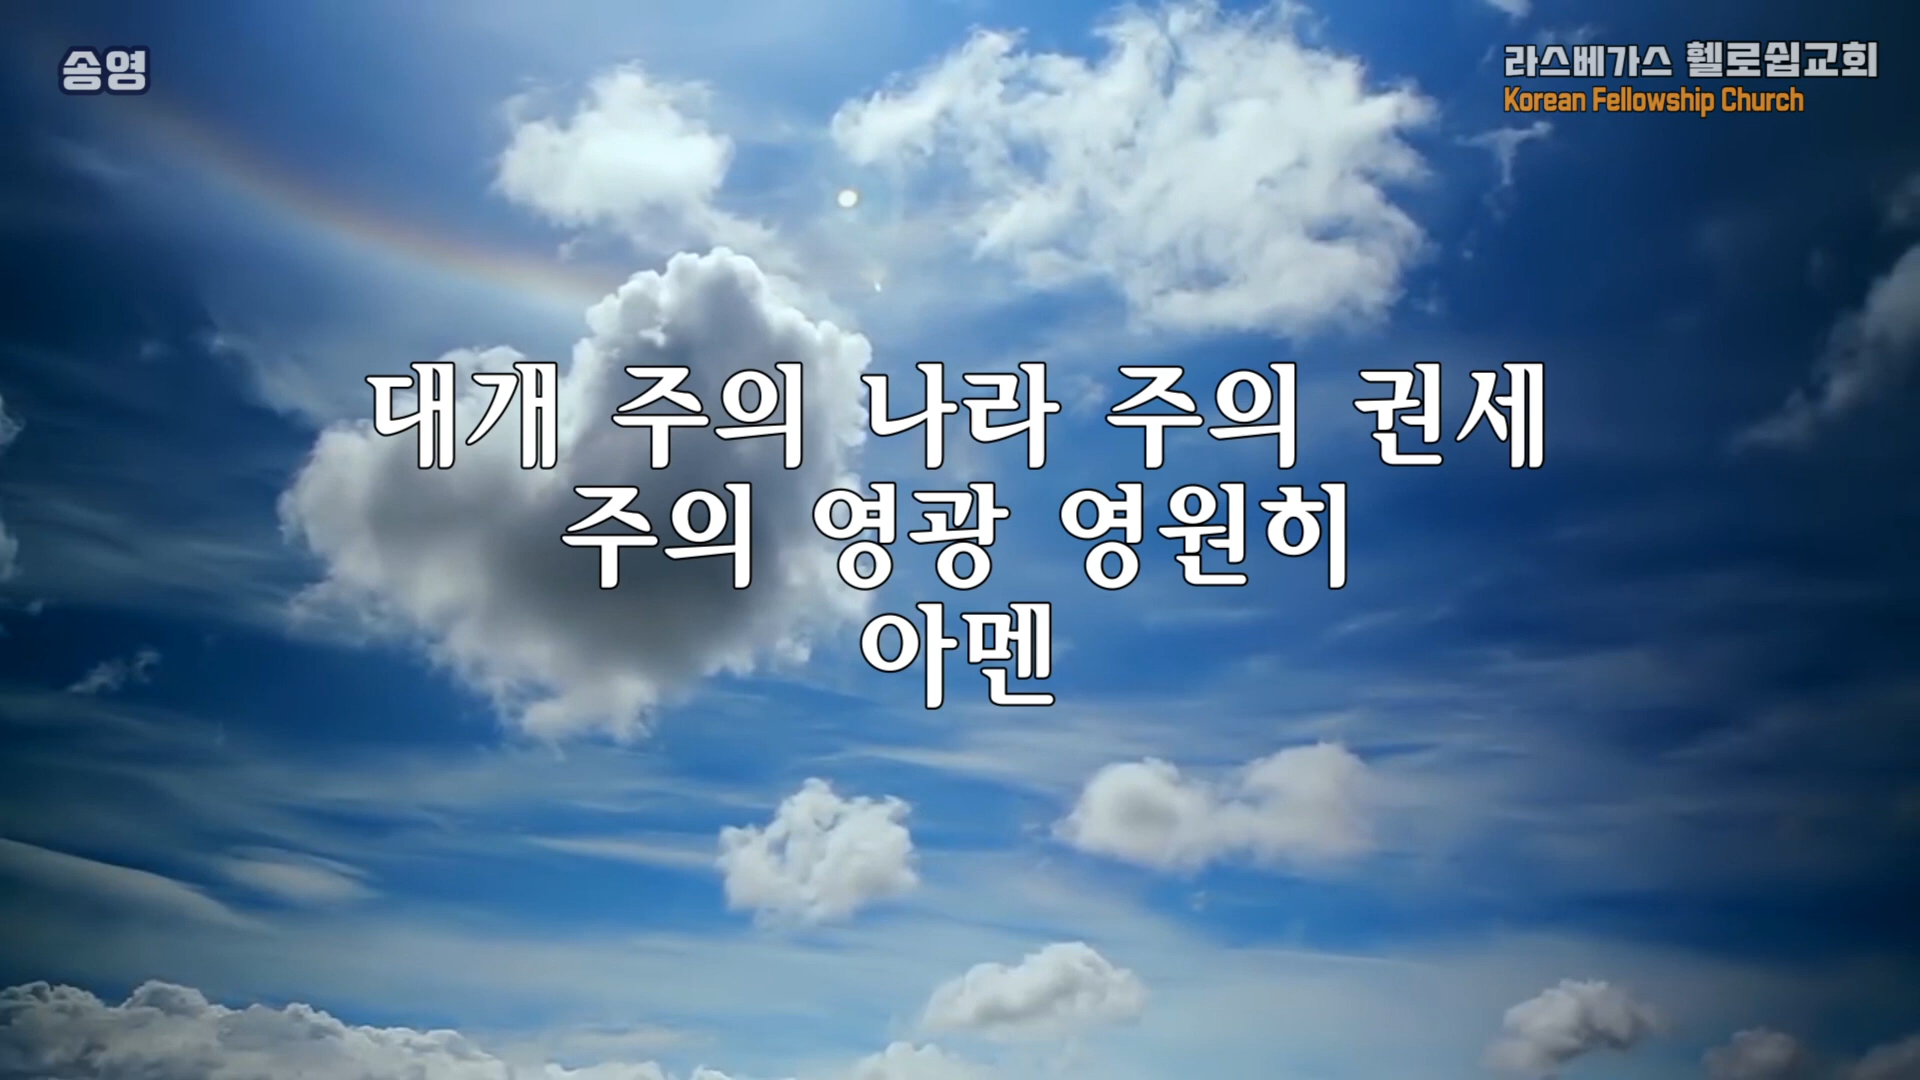 송영
라스베가스 휄로쉽교회
Korean Fellowship Church
대개 주의 나라 주의 권세
주의 영광 영원히
아멘